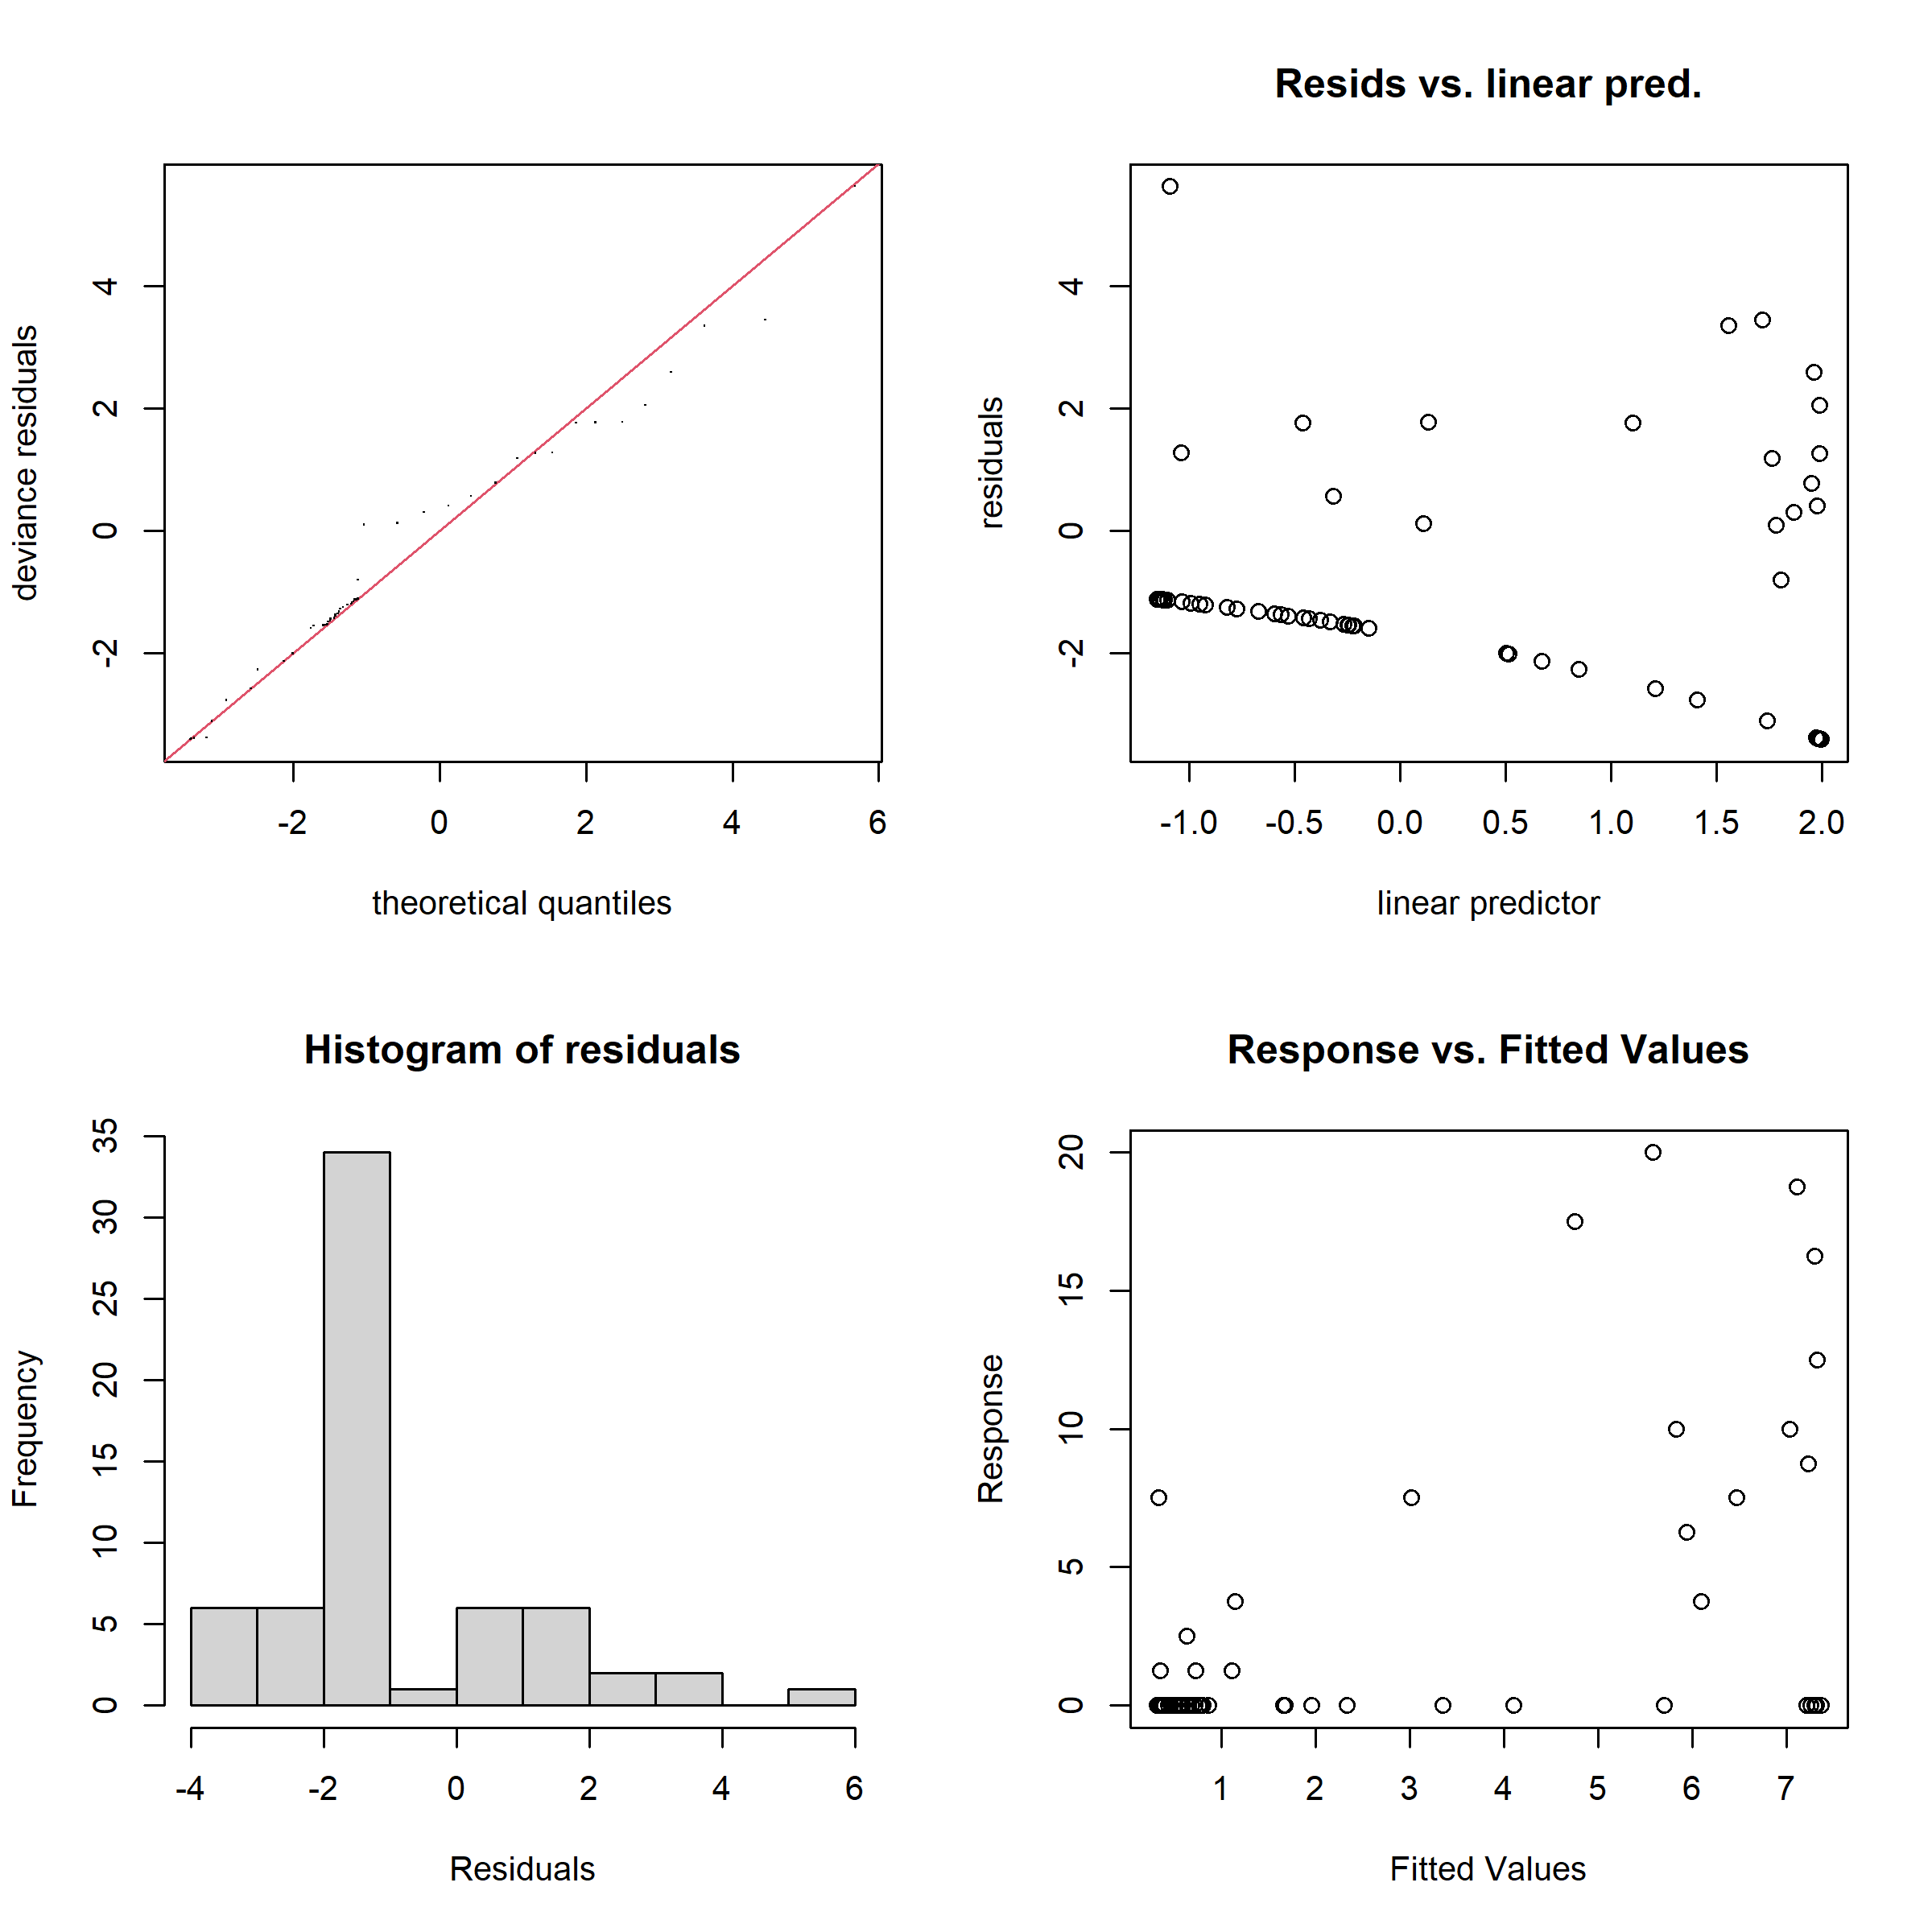 deviance residuals
4
2
0
-2
-2 0 2 4 6
theoretical quantiles
Resids vs. linear pred.
residuals
4
2
0
-2
-1.0 -0.5 0.0 0.5 1.0 1.5 2.0
linear predictor
Histogram of residuals
Frequency
35
30
25
20
15
10
5
0
-4 -2 0 2 4 6
Residuals
Response vs. Fitted Values
Response
20
15
10
5
0
1 2 3 4 5 6 7
Fitted Values